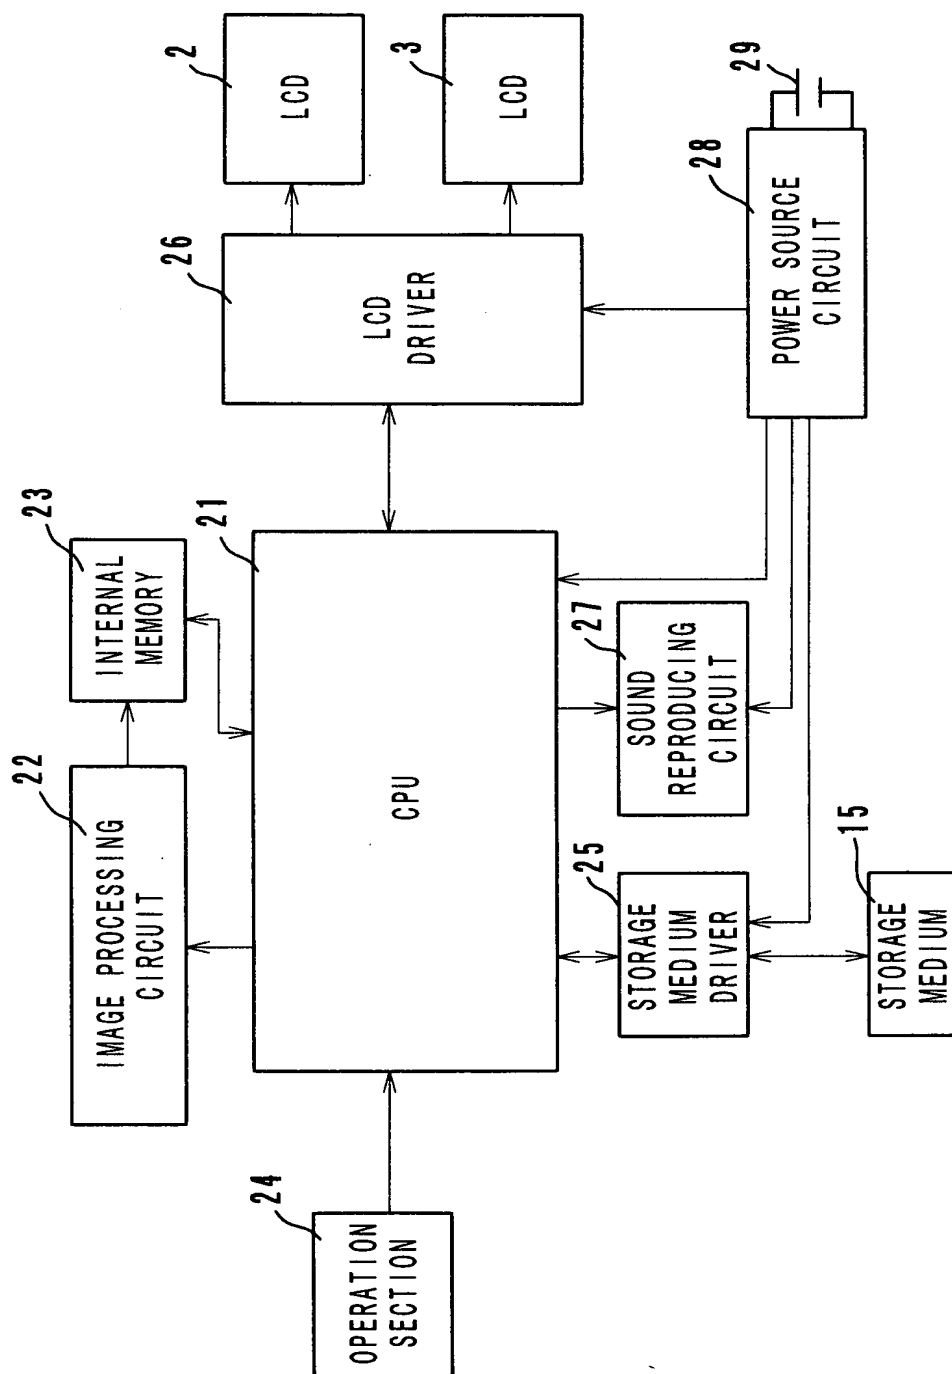 22
IMAGE PROCESSING
CIRCUIT
23
INTERNAL
MEMORY
2
LCD
3
LCD
26
LCD
DRIVER
21
CPU
24
OPERATION
SECTION
25
STORAGE
MEDIUM
DRIVER
27
SOUND
REPRODUCING
CIRCUIT
28
POWER SOURCE
CIRCUIT
29
15
STORAGE
MEDIUM